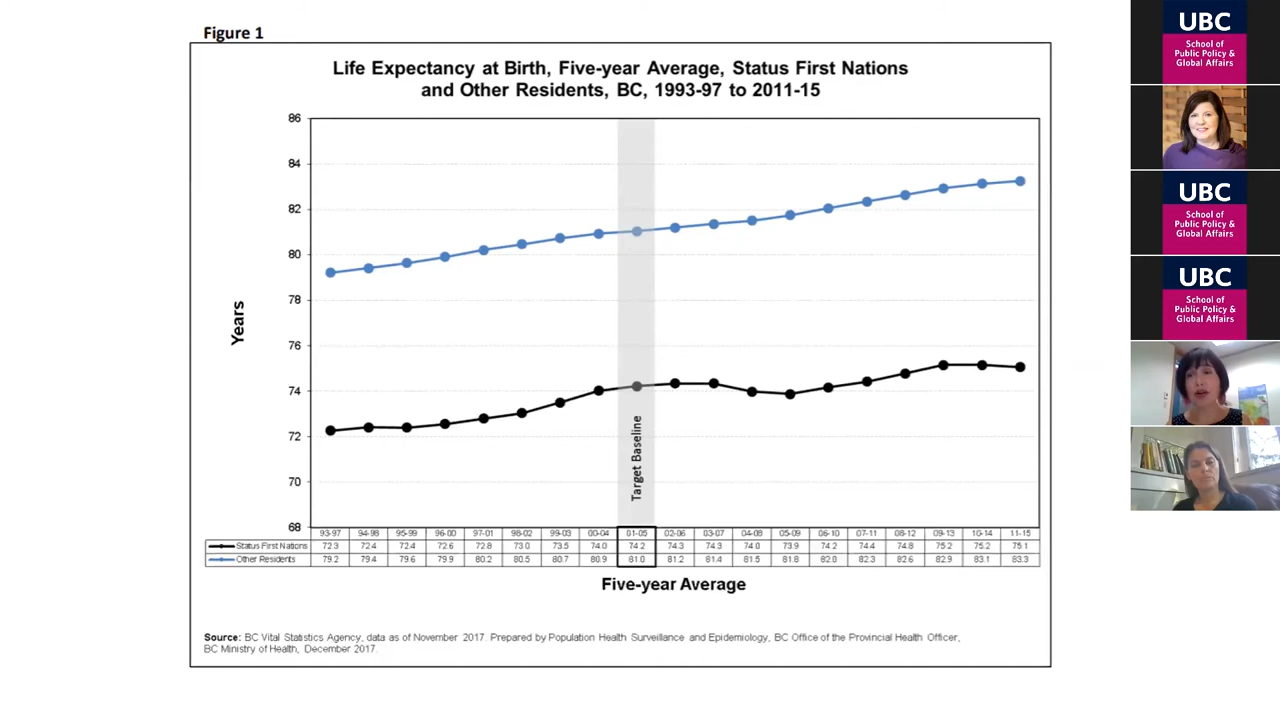 Figure 1
Life Expectancy at Birth, Five-year Average, Status First Nations
and Other Residents, BC, 1993-97 to 2011-15
86
84
82
80
78
76
74
72
70
68
Years
Target Baseline
93-97 94-98 95-99 96-00 97-01 98-02 99-03 00-04 01-05 02-06 03-07 04-08 05-09 06-10 07-11 08-12 09-13 10-14 11-15
Status First Nations 72.3 72.4 72.4 72.6 72.8 73.0 73.5 74.0 74.2 74.3 74.3 74.0 73.9 74.2 74.4 74.8 75.2 75.2 75.1
Other Residents 79.2 79.4 79.6 79.9 80.2 80.5 80.7 80.9 81.0 81.2 81.4 81.5 81.8 82.0 82.3 82.6 82.9 83.1 83.3
Five-year Average
Source: BC Vital Statistics Agency, data as of November 2017. Prepared by Population Health Surveillance and Epidemiology, BC Office of the Provincial Health Officer,
BC Ministry of Health, December 2017.
UBC
School of
Public Policy &
Global Affairs
UBC
School of
Public Policy &
Global Affairs
UBC
School of
Public Policy &
Global Affairs